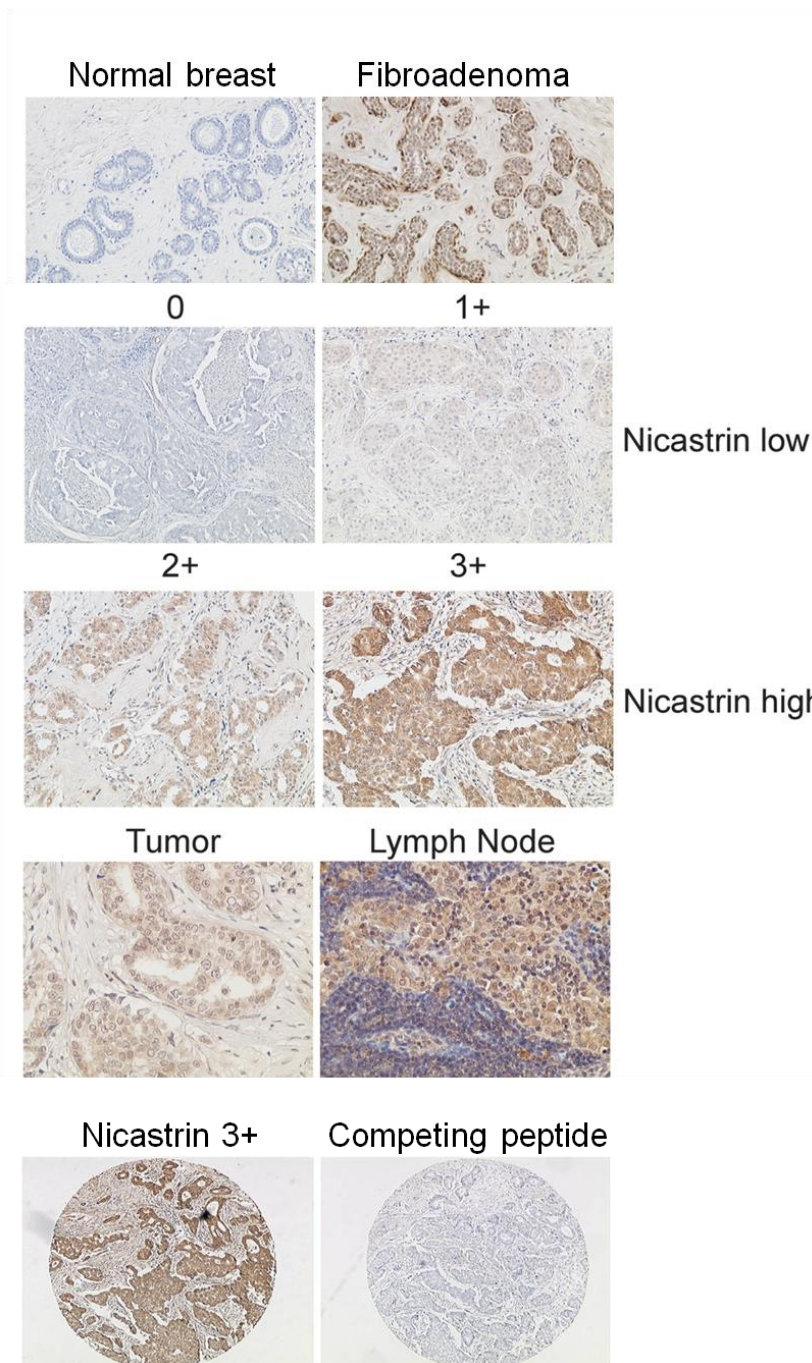 Normal breast Fibroadenoma
0 1+
Nicastrin low
2+ 3+
Nicastrin high
Tumor Lymph Node
Nicastrin 3+ Competing peptide